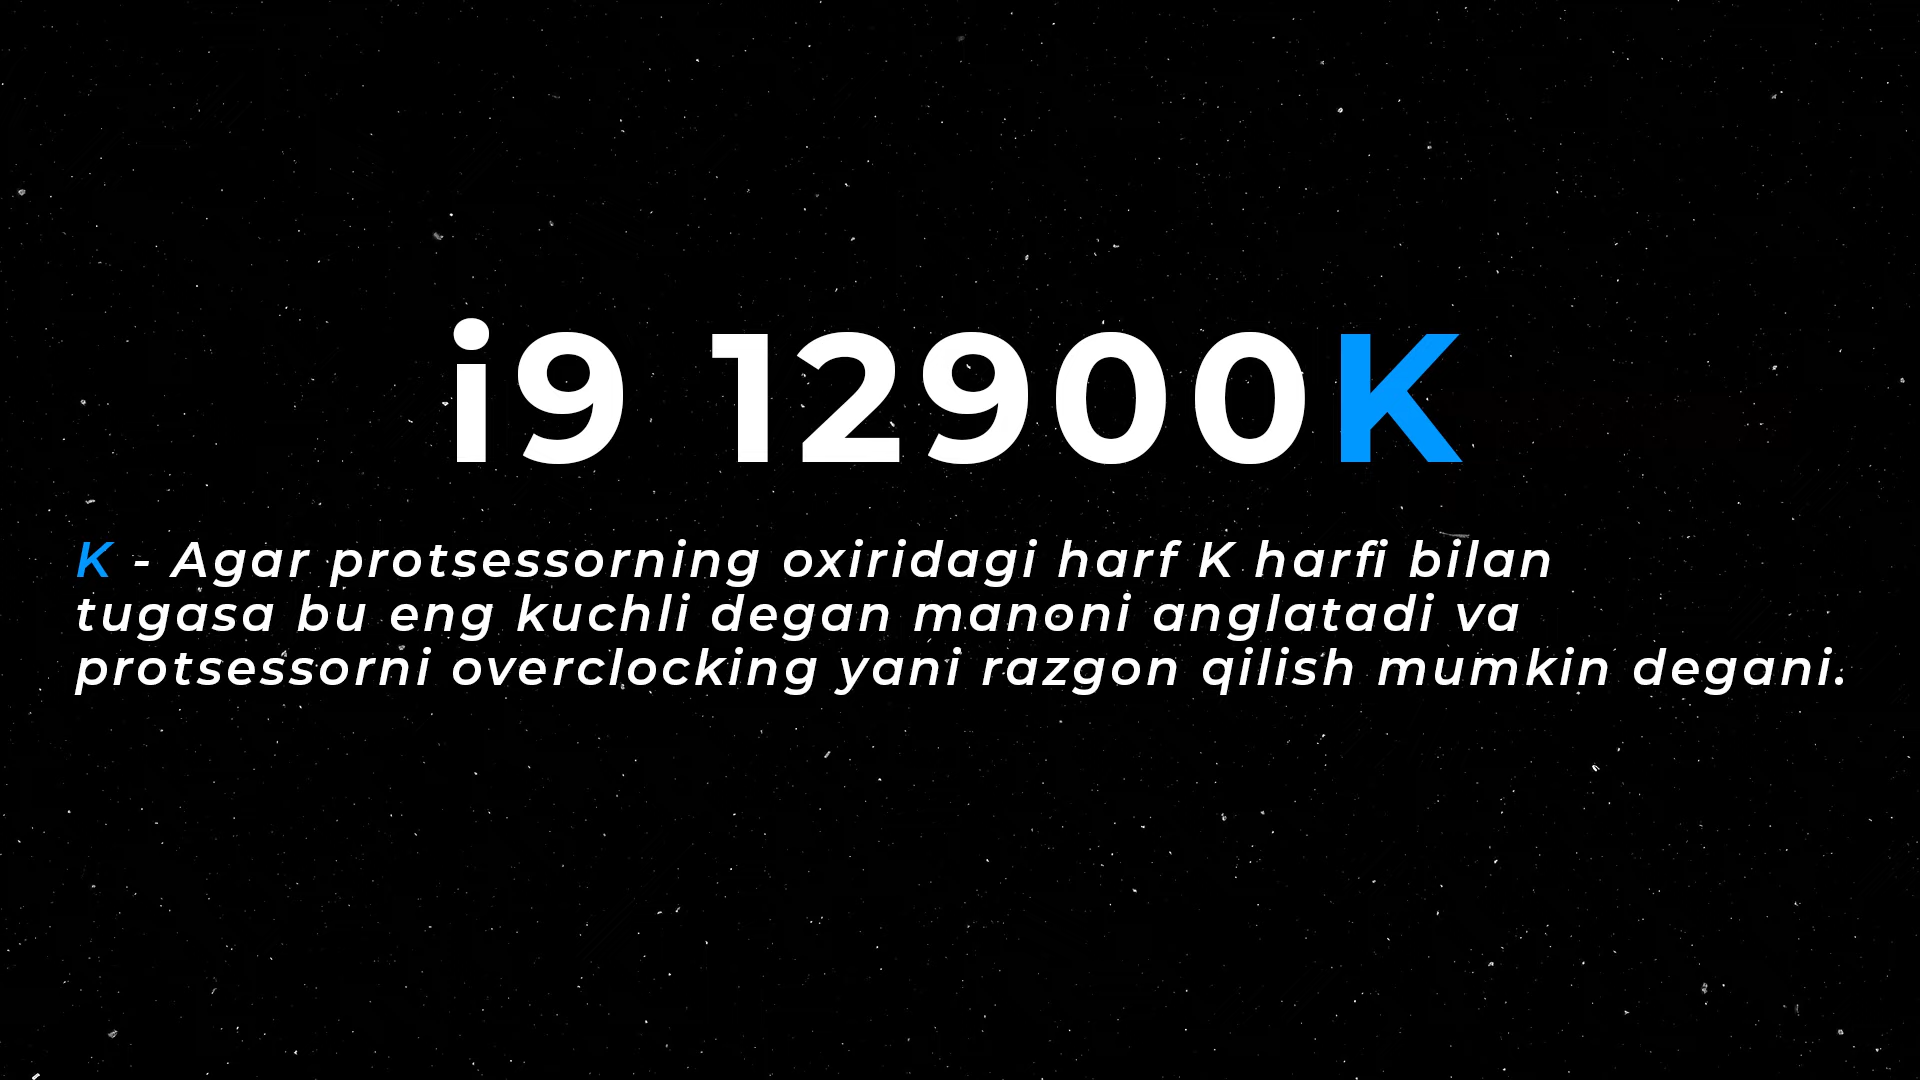 i9 12900K
K - Agar protsessorning oxiridagi harf K harfi bilan
tugasa bu eng kuchli degan manoni anglatadi va
protsessorni overclocking yani razgon qilish mumkin degani.